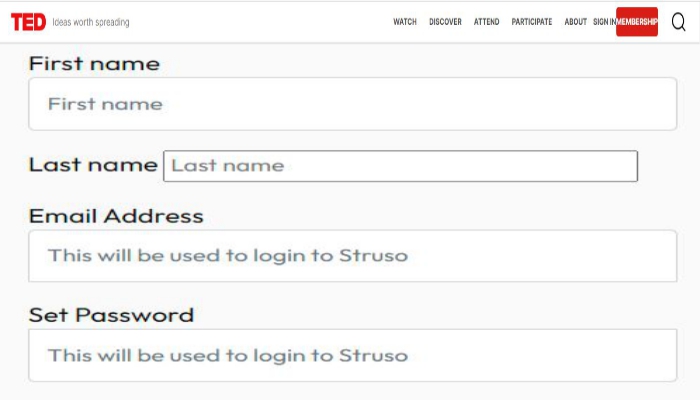 TED Ideas worth spreading WATCH DISCOVER ATTEND PARTICIPATE ABOUT SIGN IN MEMBERSHIP
First name
First name
Last name Last name
Email Address
This will be used to login to Struso
Set Password
This will be used to login to Struso